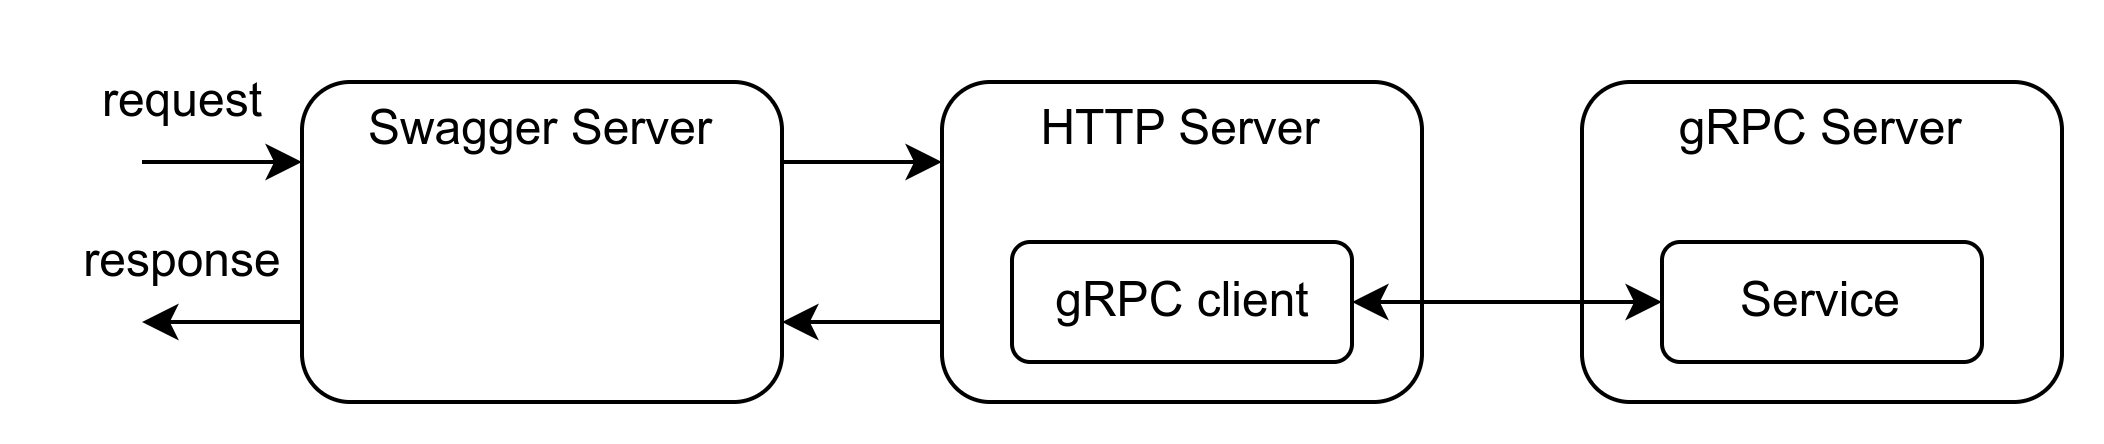 request
response
Swagger Server
HTTP Server
gRPC client
gRPC Server
Service